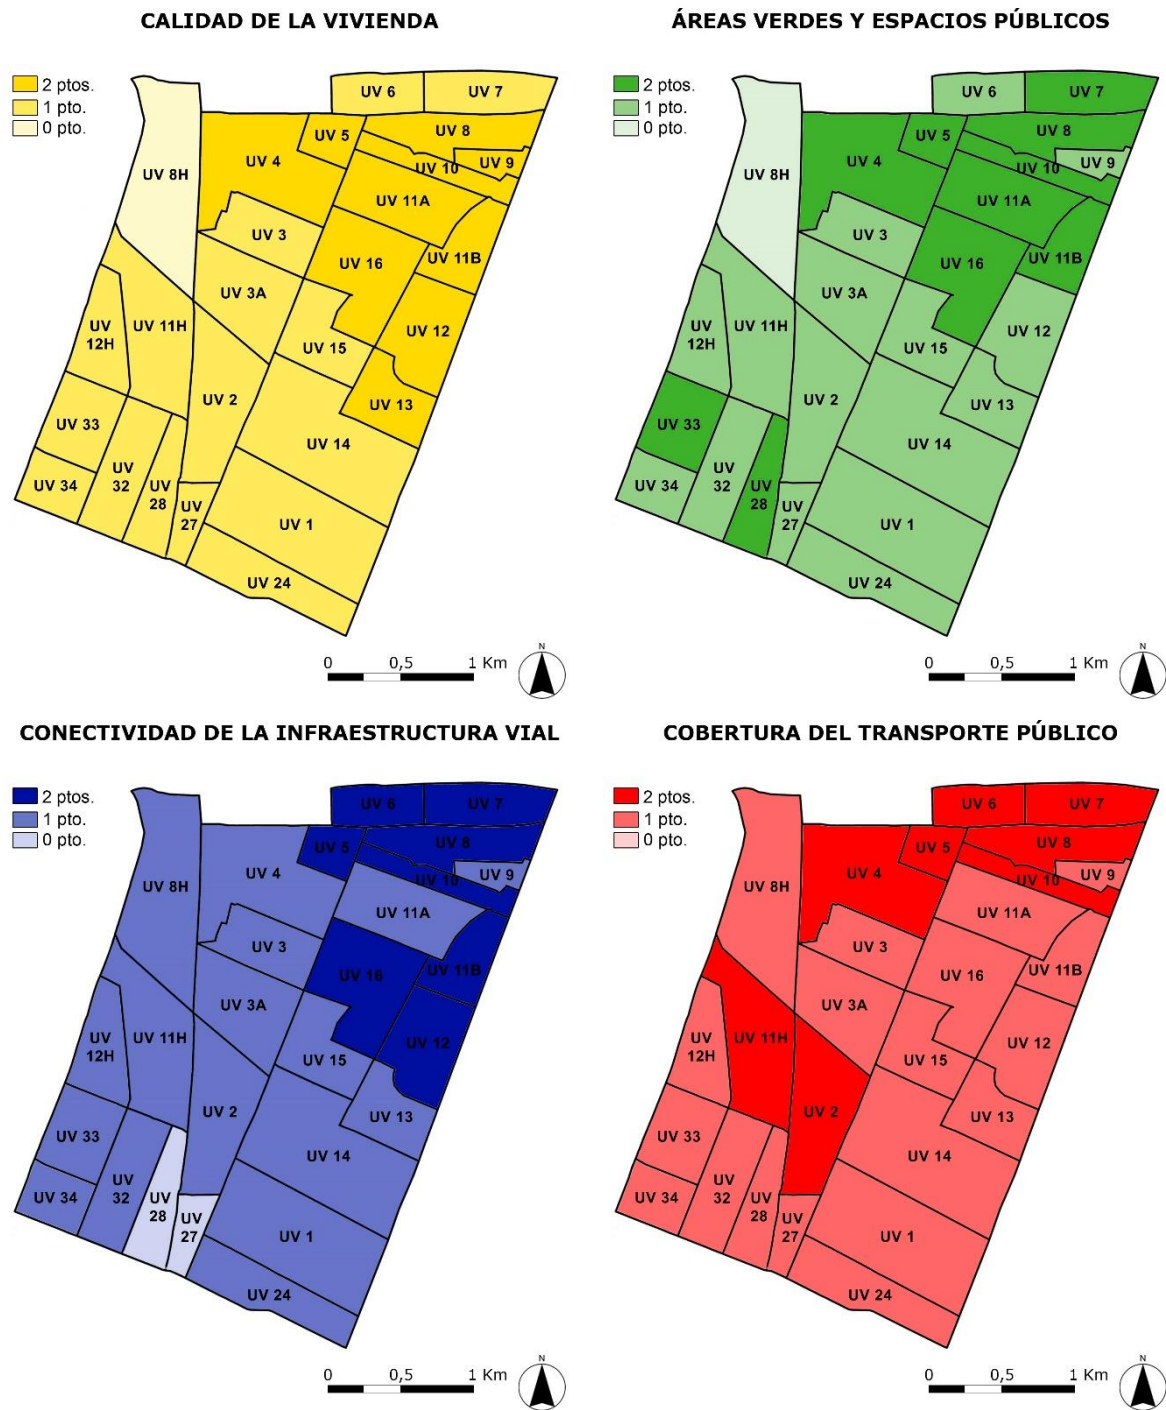 CALIDAD DE LA VIVIENDA
2 ptos.
1 pto.
0 pto.
UV 6
UV 7
UV 5
UV 8
UV 4
UV 9
UV 10
UV 8H
UV 11A
UV 3
UV 16
UV 11B
UV 3A
UV
12H
UV 11H
UV 15
UV 12
UV 2
UV 13
UV 33
UV 14
UV 34
UV
32
UV
28
UV
27
UV 1
UV 24
0 0,5 1 Km
N
ÁREAS VERDES Y ESPACIOS PÚBLICOS
2 ptos.
1 pto.
0 pto.
UV 6
UV 7
UV 5
UV 8
UV 4
UV 9
UV 10
UV 8H
UV 11A
UV 3
UV 16
UV 11B
UV 3A
UV
12H
UV 11H
UV 15
UV 12
UV 2
UV 13
UV 33
UV 14
UV 34
UV
32
UV
28
UV
27
UV 1
UV 24
0 0,5 1 Km
N
CONECTIVIDAD DE LA INFRAESTRUCTURA VIAL
2 ptos.
1 pto.
0 pto.
UV 6
UV 7
UV 5
UV 8
UV 4
UV 9
UV 10
UV 8H
UV 11A
UV 3
UV 16
UV 11B
UV 3A
UV
12H
UV 11H
UV 15
UV 12
UV 2
UV 13
UV 33
UV 14
UV 34
UV
32
UV
28
UV
27
UV 1
UV 24
0 0,5 1 Km
N
COBERTURA DEL TRANSPORTE PÚBLICO
2 ptos.
1 pto.
0 pto.
UV 6
UV 7
UV 5
UV 8
UV 4
UV 9
UV 10
UV 8H
UV 11A
UV 3
UV 16
UV 11B
UV 3A
UV
12H
UV 11H
UV 15
UV 12
UV 2
UV 13
UV 33
UV 14
UV 34
UV
32
UV
28
UV
27
UV 1
UV 24
0 0,5 1 Km
N